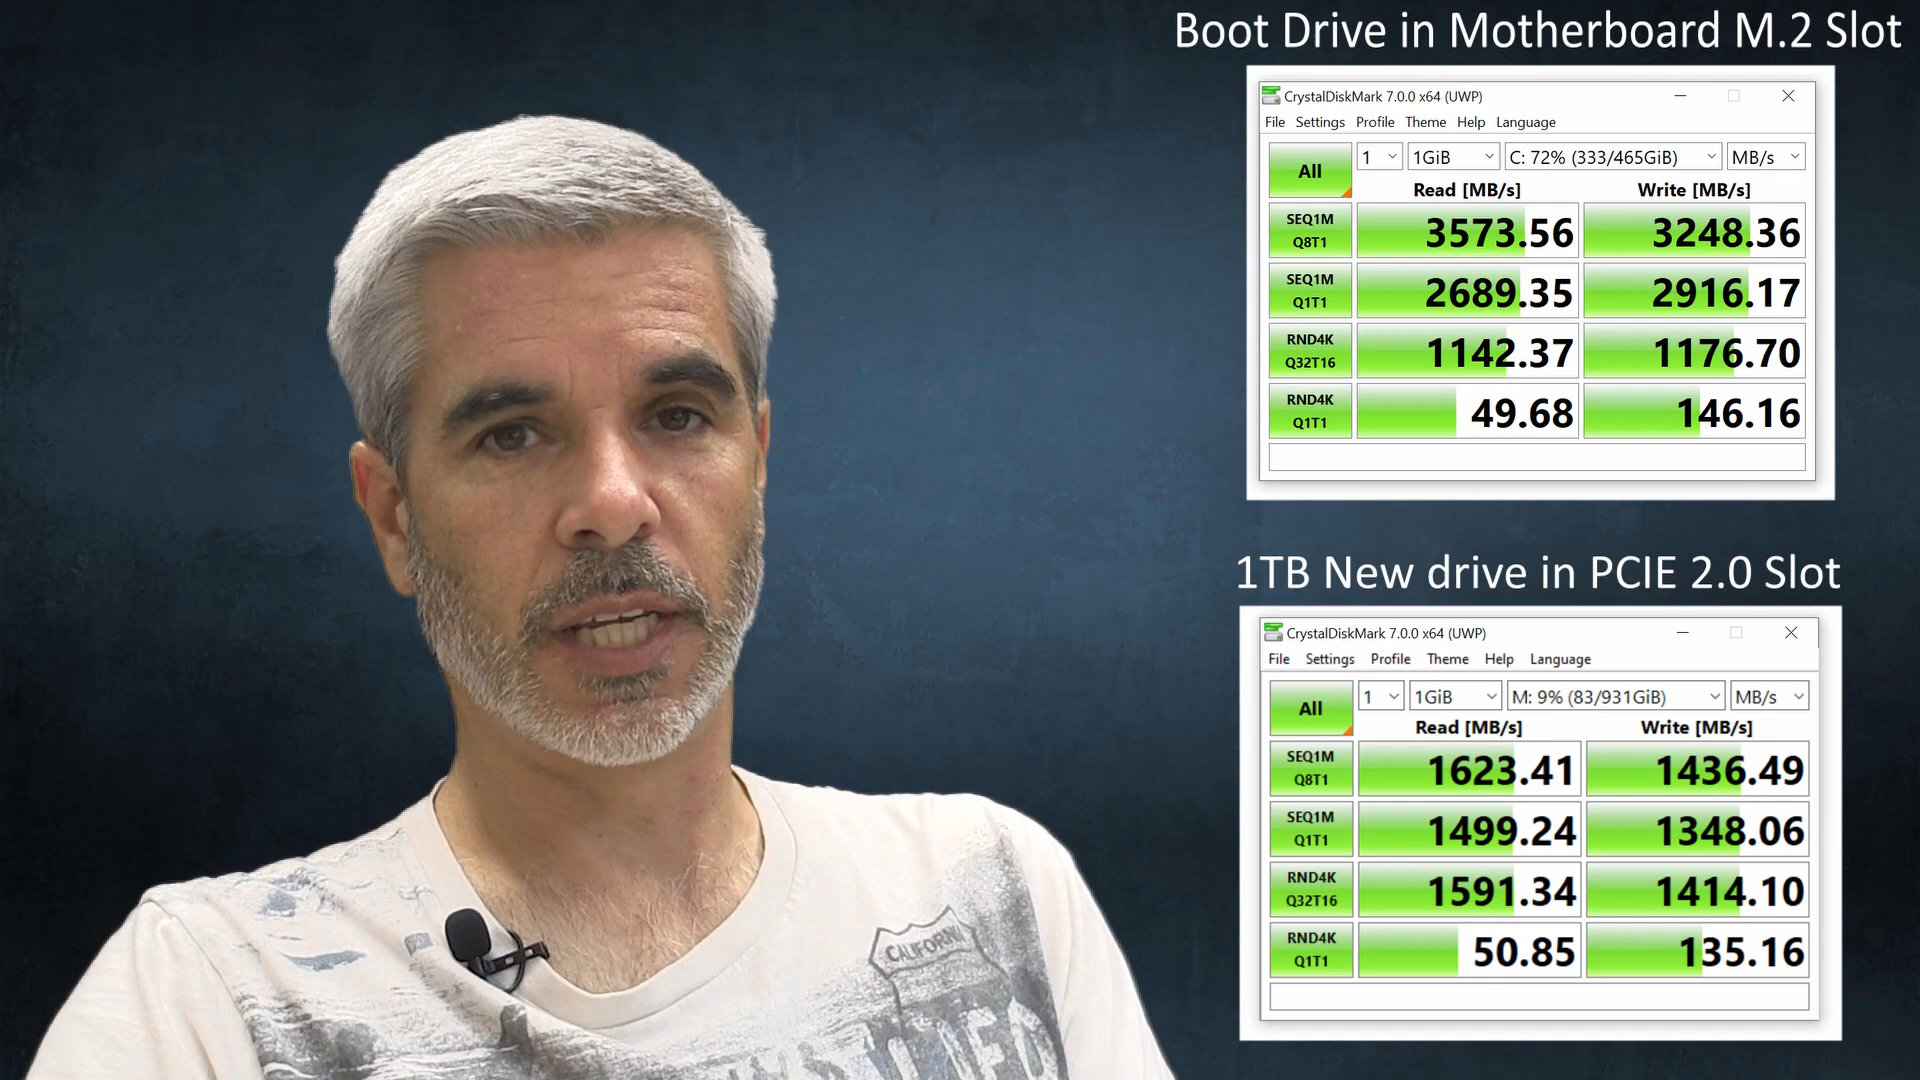 Boot Drive in Motherboard M.2 Slot
CrystalDiskMark 7.0.0 x64 (UWP)
File Settings Profile Theme Help Language
All 1 1GiB C: 72% (333/465GiB) MB/s
Read [MB/s] Write [MB/s]
SEQ1M Q8T1 3573.56 3248.36
SEQ1M Q1T1 2689.35 2916.17
RND4K Q32T16 1142.37 1176.70
RND4K Q1T1 49.68 146.16
1TB New drive in PCIE 2.0 Slot
CrystalDiskMark 7.0.0 x64 (UWP)
File Settings Profile Theme Help Language
All 1 1GiB M: 9% (83/931GiB) MB/s
Read [MB/s] Write [MB/s]
SEQ1M Q8T1 1623.41 1436.49
SEQ1M Q1T1 1499.24 1348.06
RND4K Q32T16 1591.34 1414.10
RND4K Q1T1 50.85 135.16
CALIFORNIA